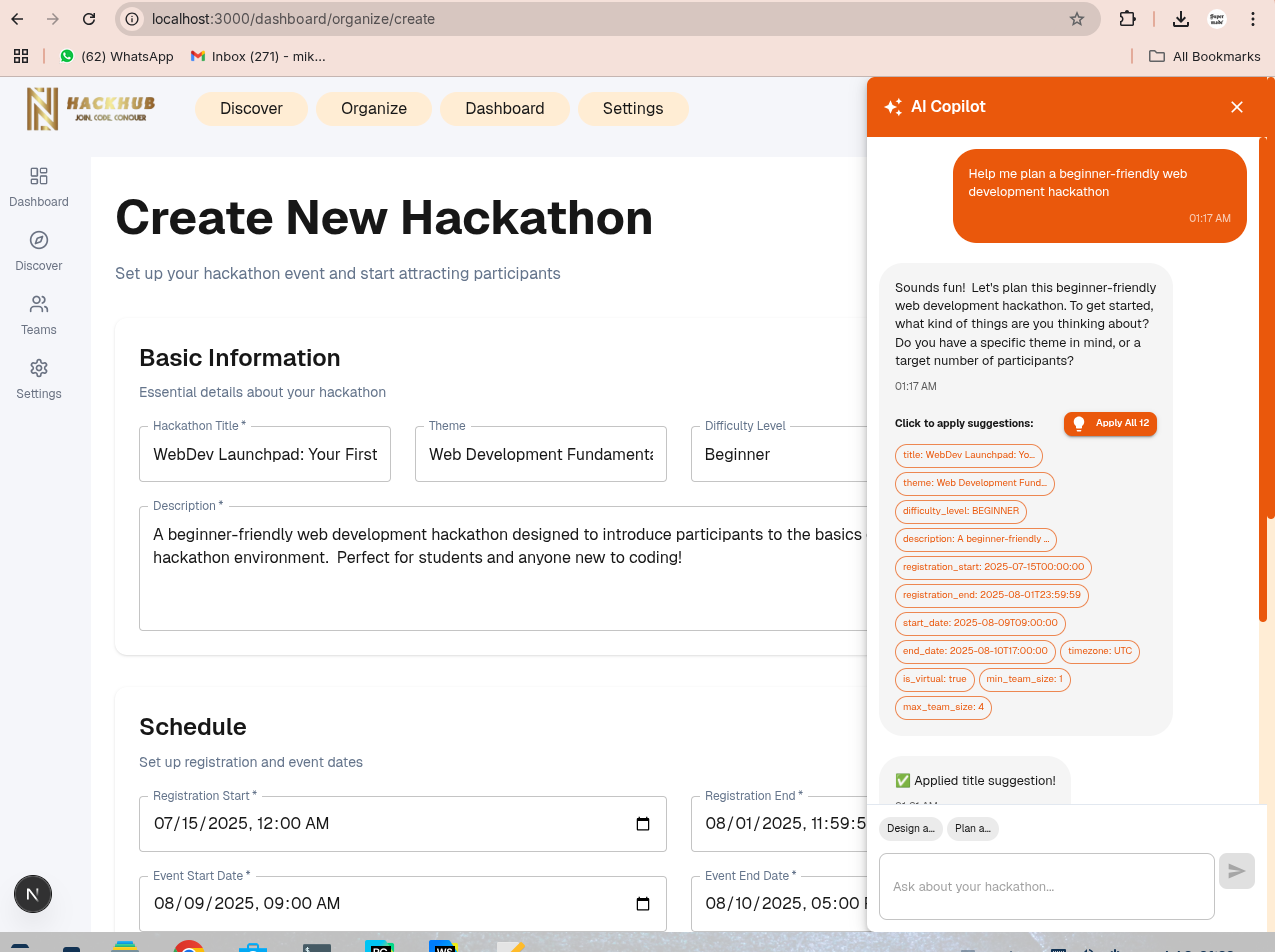 localhost:3000/dashboard/organize/create
(62) WhatsApp
Inbox (271) - mik...
All Bookmarks
HACKHUB
JOIN, CODE, CONQUER
Discover
Organize
Dashboard
Settings
Dashboard
Discover
Teams
Settings
N
Create New Hackathon
Set up your hackathon event and start attracting participants
Basic Information
Essential details about your hackathon
Hackathon Title *
WebDev Launchpad: Your First
Theme
Web Development Fundamenta
Difficulty Level
Beginner
Description *
A beginner-friendly web development hackathon designed to introduce participants to the basics
hackathon environment.  Perfect for students and anyone new to coding!
Schedule
Set up registration and event dates
Registration Start *
07/15/2025, 12:00 AM
Registration End *
08/01/2025, 11:59:5
Event Start Date *
08/09/2025, 09:00 AM
Event End Date *
08/10/2025, 05:00
AI Copilot
Help me plan a beginner-friendly web
development hackathon
01:17 AM
Sounds fun!  Let's plan this beginner-friendly
web development hackathon. To get started,
what kind of things are you thinking about?
Do you have a specific theme in mind, or a
target number of participants?
01:17 AM
Click to apply suggestions:
Apply All 12
title: WebDev Launchpad: Yo...
theme: Web Development Fund...
difficulty_level: BEGINNER
description: A beginner-friendly ...
registration_start: 2025-07-15T00:00:00
registration_end: 2025-08-01T23:59:59
start_date: 2025-08-09T09:00:00
end_date: 2025-08-10T17:00:00
timezone: UTC
is_virtual: true
min_team_size: 1
max_team_size: 4
✅ Applied title suggestion!
Design a...
Plan a...
Ask about your hackathon...